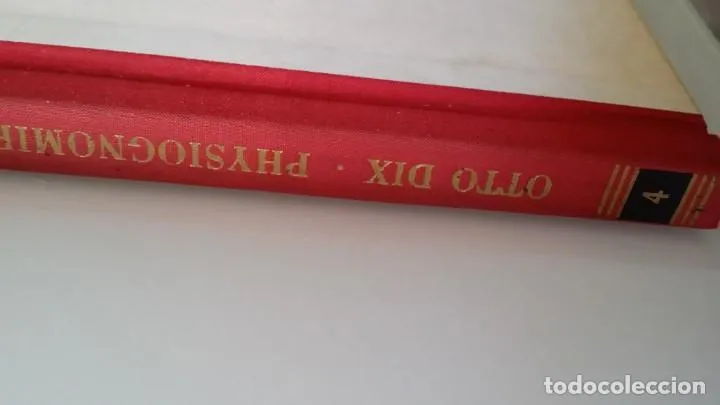 4
OTTO DIX · PHYSIOGNOMIE
todocoleccion